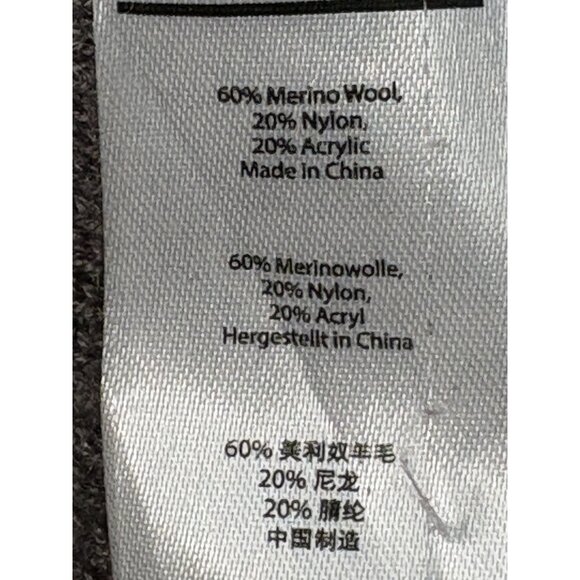 60% Merino Wool,
20% Nylon,
20% Acrylic
Made in China
60% Merinowolle,
20% Nylon,
20% Acryl
Hergestellt in China
60% 美利奴羊毛
20% 尼龙
20% 腈纶
中国制造